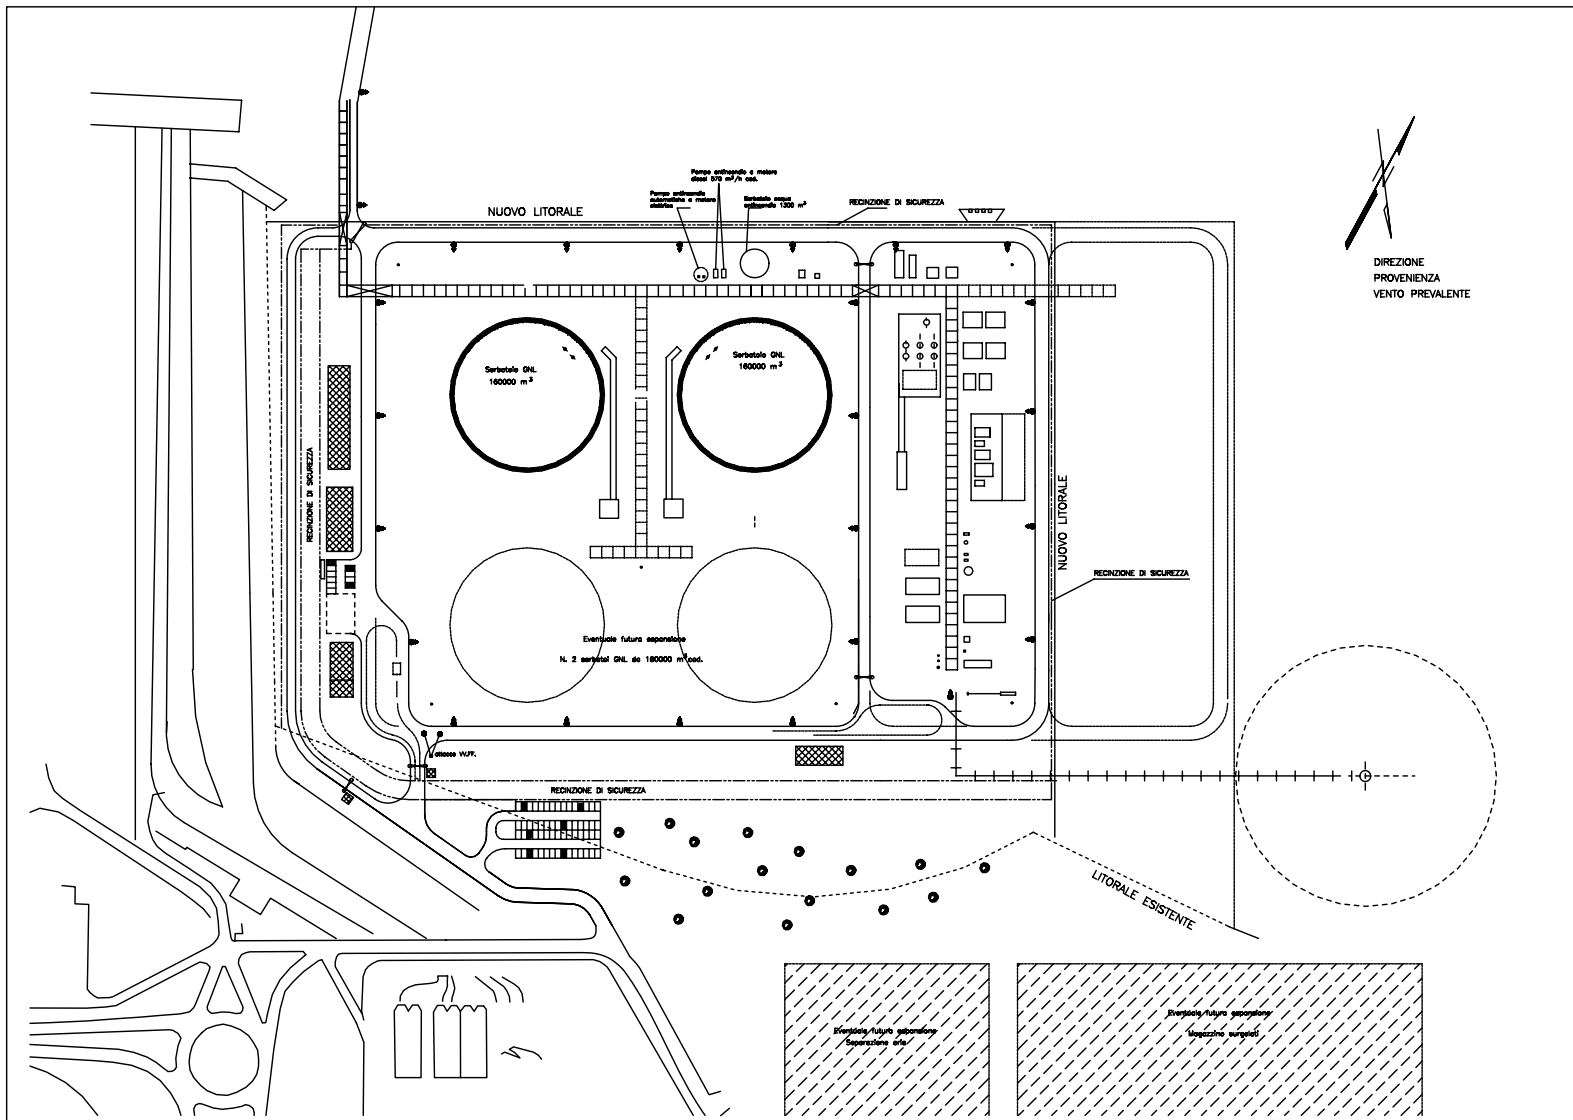 Pompe antincendio a motore
diesel 570 m³/h cad.
Pompe antincendio
automatiche a motore
elettrico
Serbatoio acqua
antincendio 1300 m³
RECINZIONE DI SICUREZZA
NUOVO LITORALE
DIREZIONE
PROVENIENZA
VENTO PREVALENTE
Serbatoio GNL
160000 m³
Serbatoio GNL
160000 m³
RECINZIONE DI SICUREZZA
NUOVO LITORALE
RECINZIONE DI SICUREZZA
Eventuale futura espansione
N. 2 serbatoi GNL da 160000 m³ cad.
attacco VV.FF.
RECINZIONE DI SICUREZZA
LITORALE ESISTENTE
Eventuale futura espansione
Separazione aria
Eventuale futura espansione
Magazzino surgelati